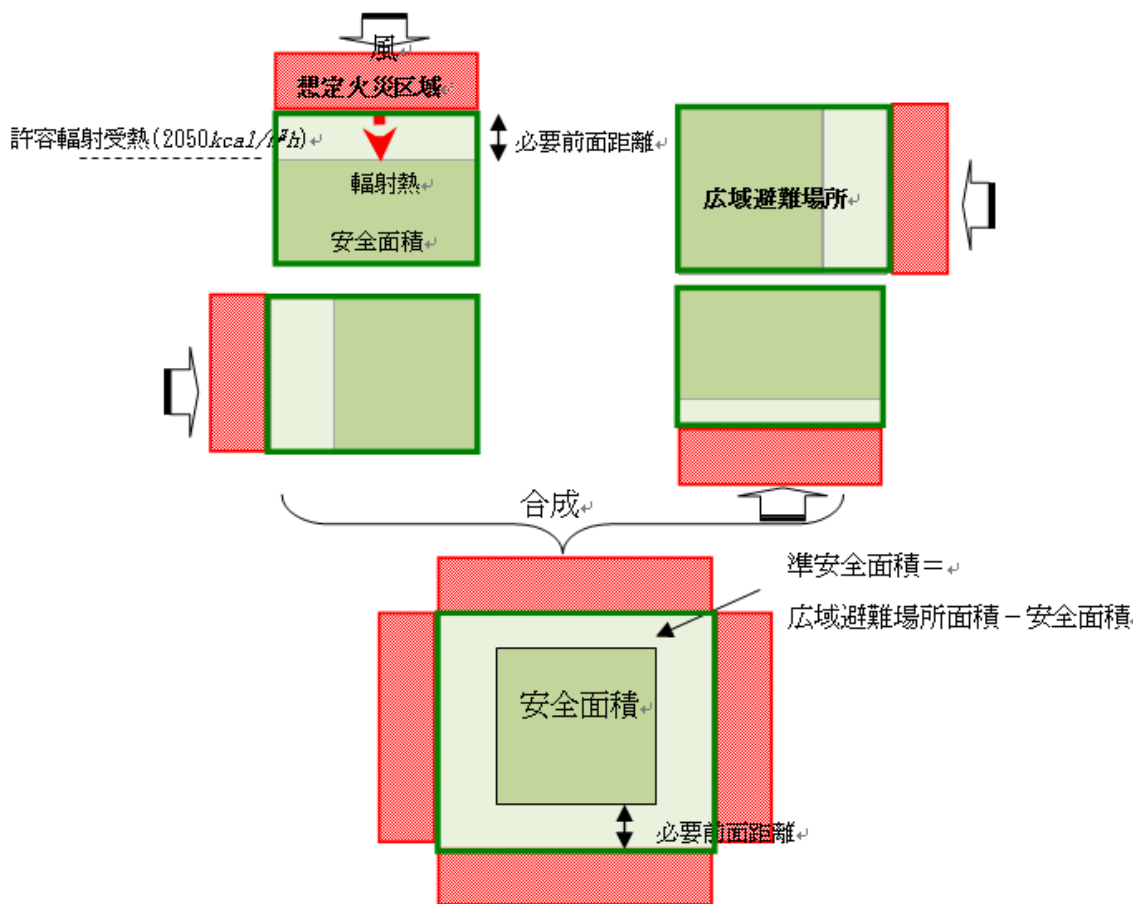 風
想定火災区域
許容輻射受熱(2050kcal/㎡h)
必要前面距離
輻射熱
安全面積
広域避難場所
合成
準安全面積＝
広域避難場所面積－安全面積
安全面積
必要前面距離